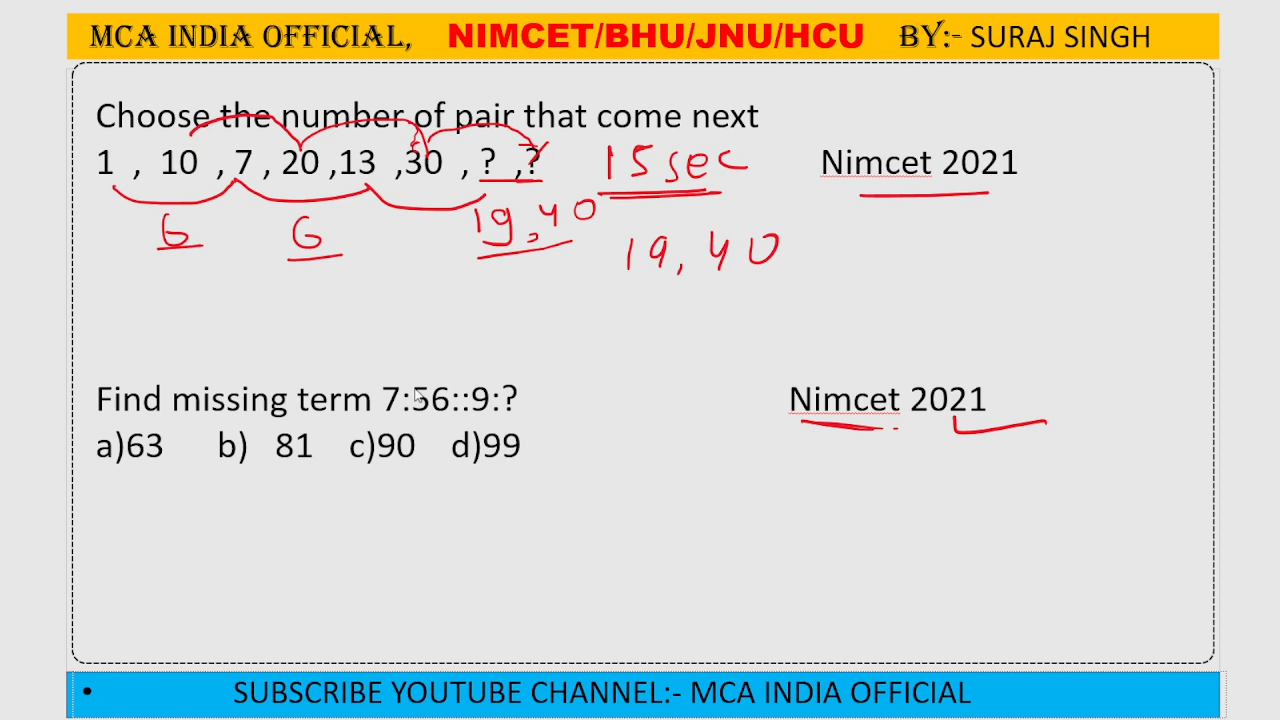 MCA INDIA OFFICIAL, NIMCET/BHU/JNU/HCU BY:- SURAJ SINGH
Choose the number of pair that come next
1 , 10 , 7 , 20 ,13 ,30 , ? ,? 15 sec Nimcet 2021
6 6 19,40
19,40
Find missing term 7:56::9:? Nimcet 2021
a)63 b) 81 c)90 d)99
• SUBSCRIBE YOUTUBE CHANNEL:- MCA INDIA OFFICIAL